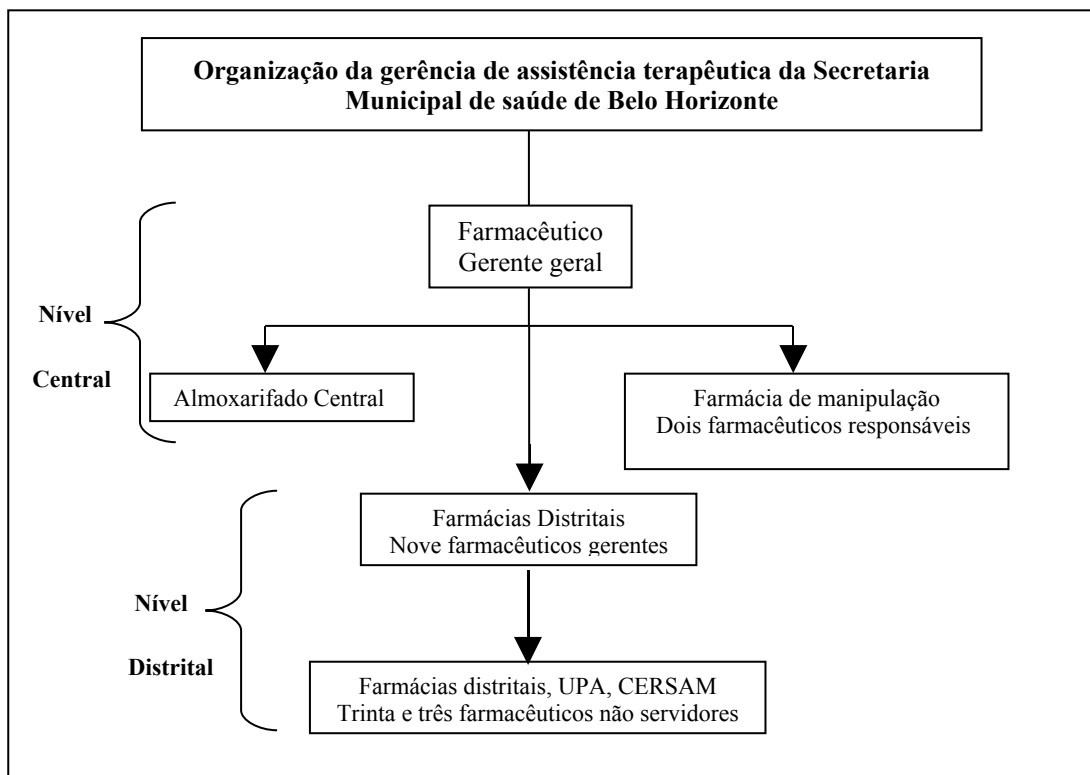 Organização da gerência de assistência terapêutica da Secretaria
Municipal de saúde de Belo Horizonte
Farmacêutico
Gerente geral
Nível
Central
Almoxarifado Central
Farmácia de manipulação
Dois farmacêuticos responsáveis
Farmácias Distritais
Nove farmacêuticos gerentes
Nível
Distrital
Farmácias distritais, UPA, CERSAM
Trinta e três farmacêuticos não servidores